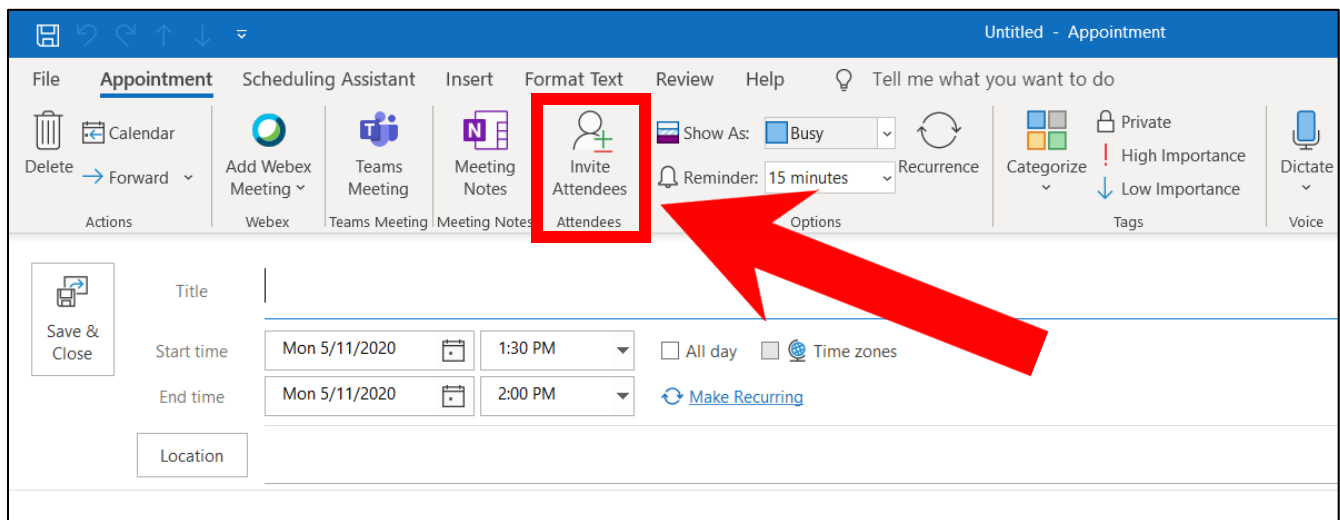 Untitled - Appointment
File Appointment Scheduling Assistant Insert Format Text Review Help Tell me what you want to do
Delete
Calendar
Forward
Actions
Add Webex
Meeting
Webex
Teams
Meeting
Teams Meeting
Meeting
Notes
Meeting Notes
Invite
Attendees
Attendees
Show As: Busy
Reminder: 15 minutes
Recurrence
Options
Categorize
Private
High Importance
Low Importance
Tags
Dictate
Voice
Save &
Close
Title
Start time Mon 5/11/2020 1:30 PM All day Time zones
End time Mon 5/11/2020 2:00 PM Make Recurring
Location